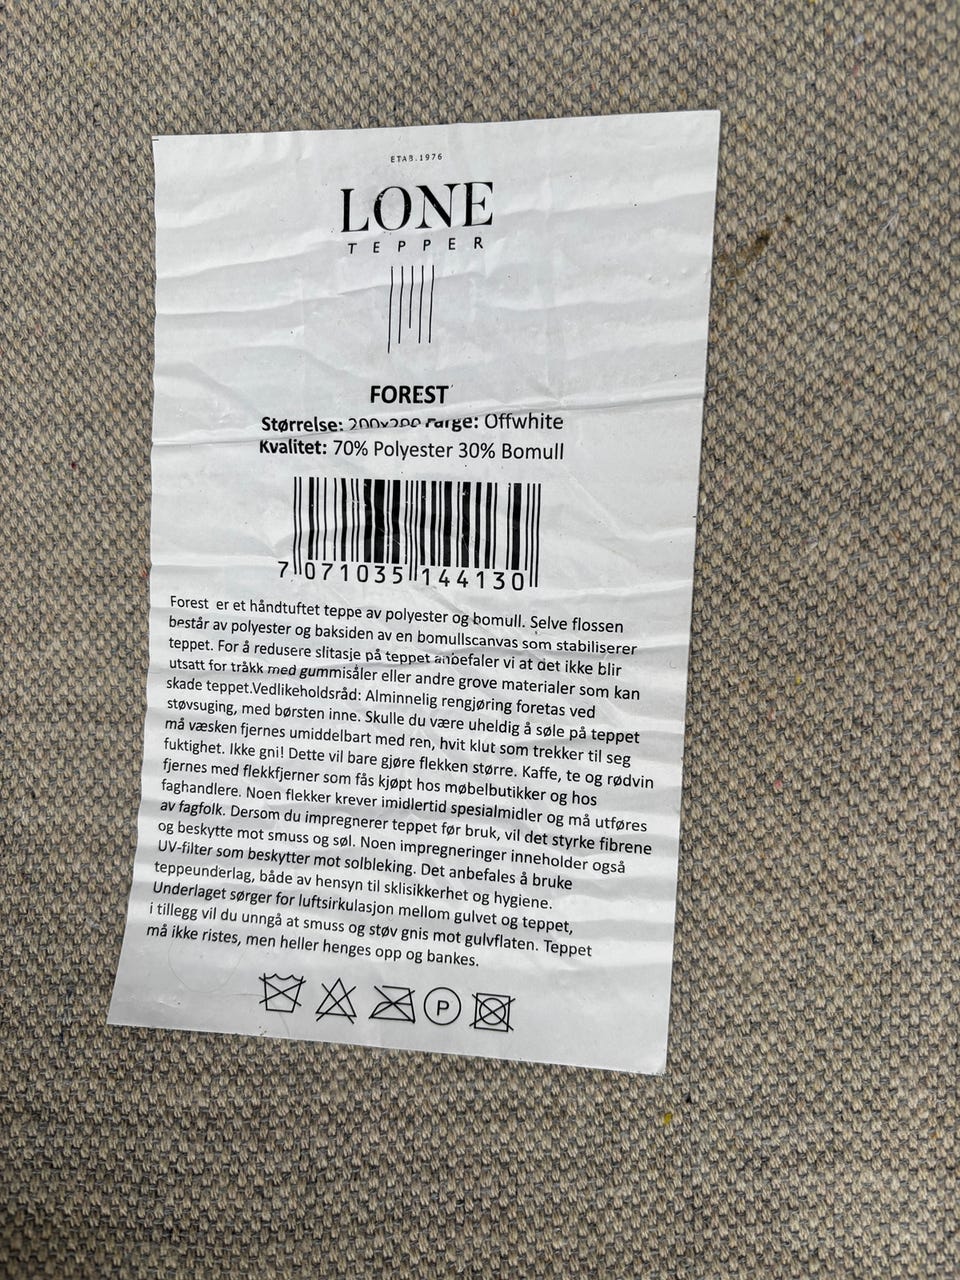 ETAB.1976
LONE
TEPPER
FOREST
Størrelse: Farge: Offwhite
Kvalitet: 70% Polyester 30% Bomull
7 071035 144130
Forest er et håndtuftet teppe av polyester og bomull. Selve flossen
består av polyester og baksiden av en bomullscanvas som stabiliserer
teppet. For å redusere slitasje på teppet anbefaler vi at det ikke blir
utsatt for tråkk med gummisåler eller andre grove materialer som kan
skade teppet.Vedlikeholdsråd: Alminnelig rengjøring foretas ved
støvsuging, med børsten inne. Skulle du være uheldig å søle på teppet
må væsken fjernes umiddelbart med ren, hvit klut som trekker til seg
fuktighet. Ikke gni! Dette vil bare gjøre flekken større. Kaffe, te og rødvin
fjernes med flekkfjerner som fås kjøpt hos møbelbutikker og hos
faghandlere. Noen flekker krever imidlertid spesialmidler og må utføres
av fagfolk. Dersom du impregnerer teppet før bruk, vil det styrke fibrene
og beskytte mot smuss og søl. Noen impregneringer inneholder også
UV-filter som beskytter mot solbleking. Det anbefales å bruke
teppeunderlag, både av hensyn til sklisikkerhet og hygiene.
Underlaget sørger for luftsirkulasjon mellom gulvet og teppet,
i tillegg vil du unngå at smuss og støv gnis mot gulvflaten. Teppet
må ikke ristes, men heller henges opp og bankes.
P